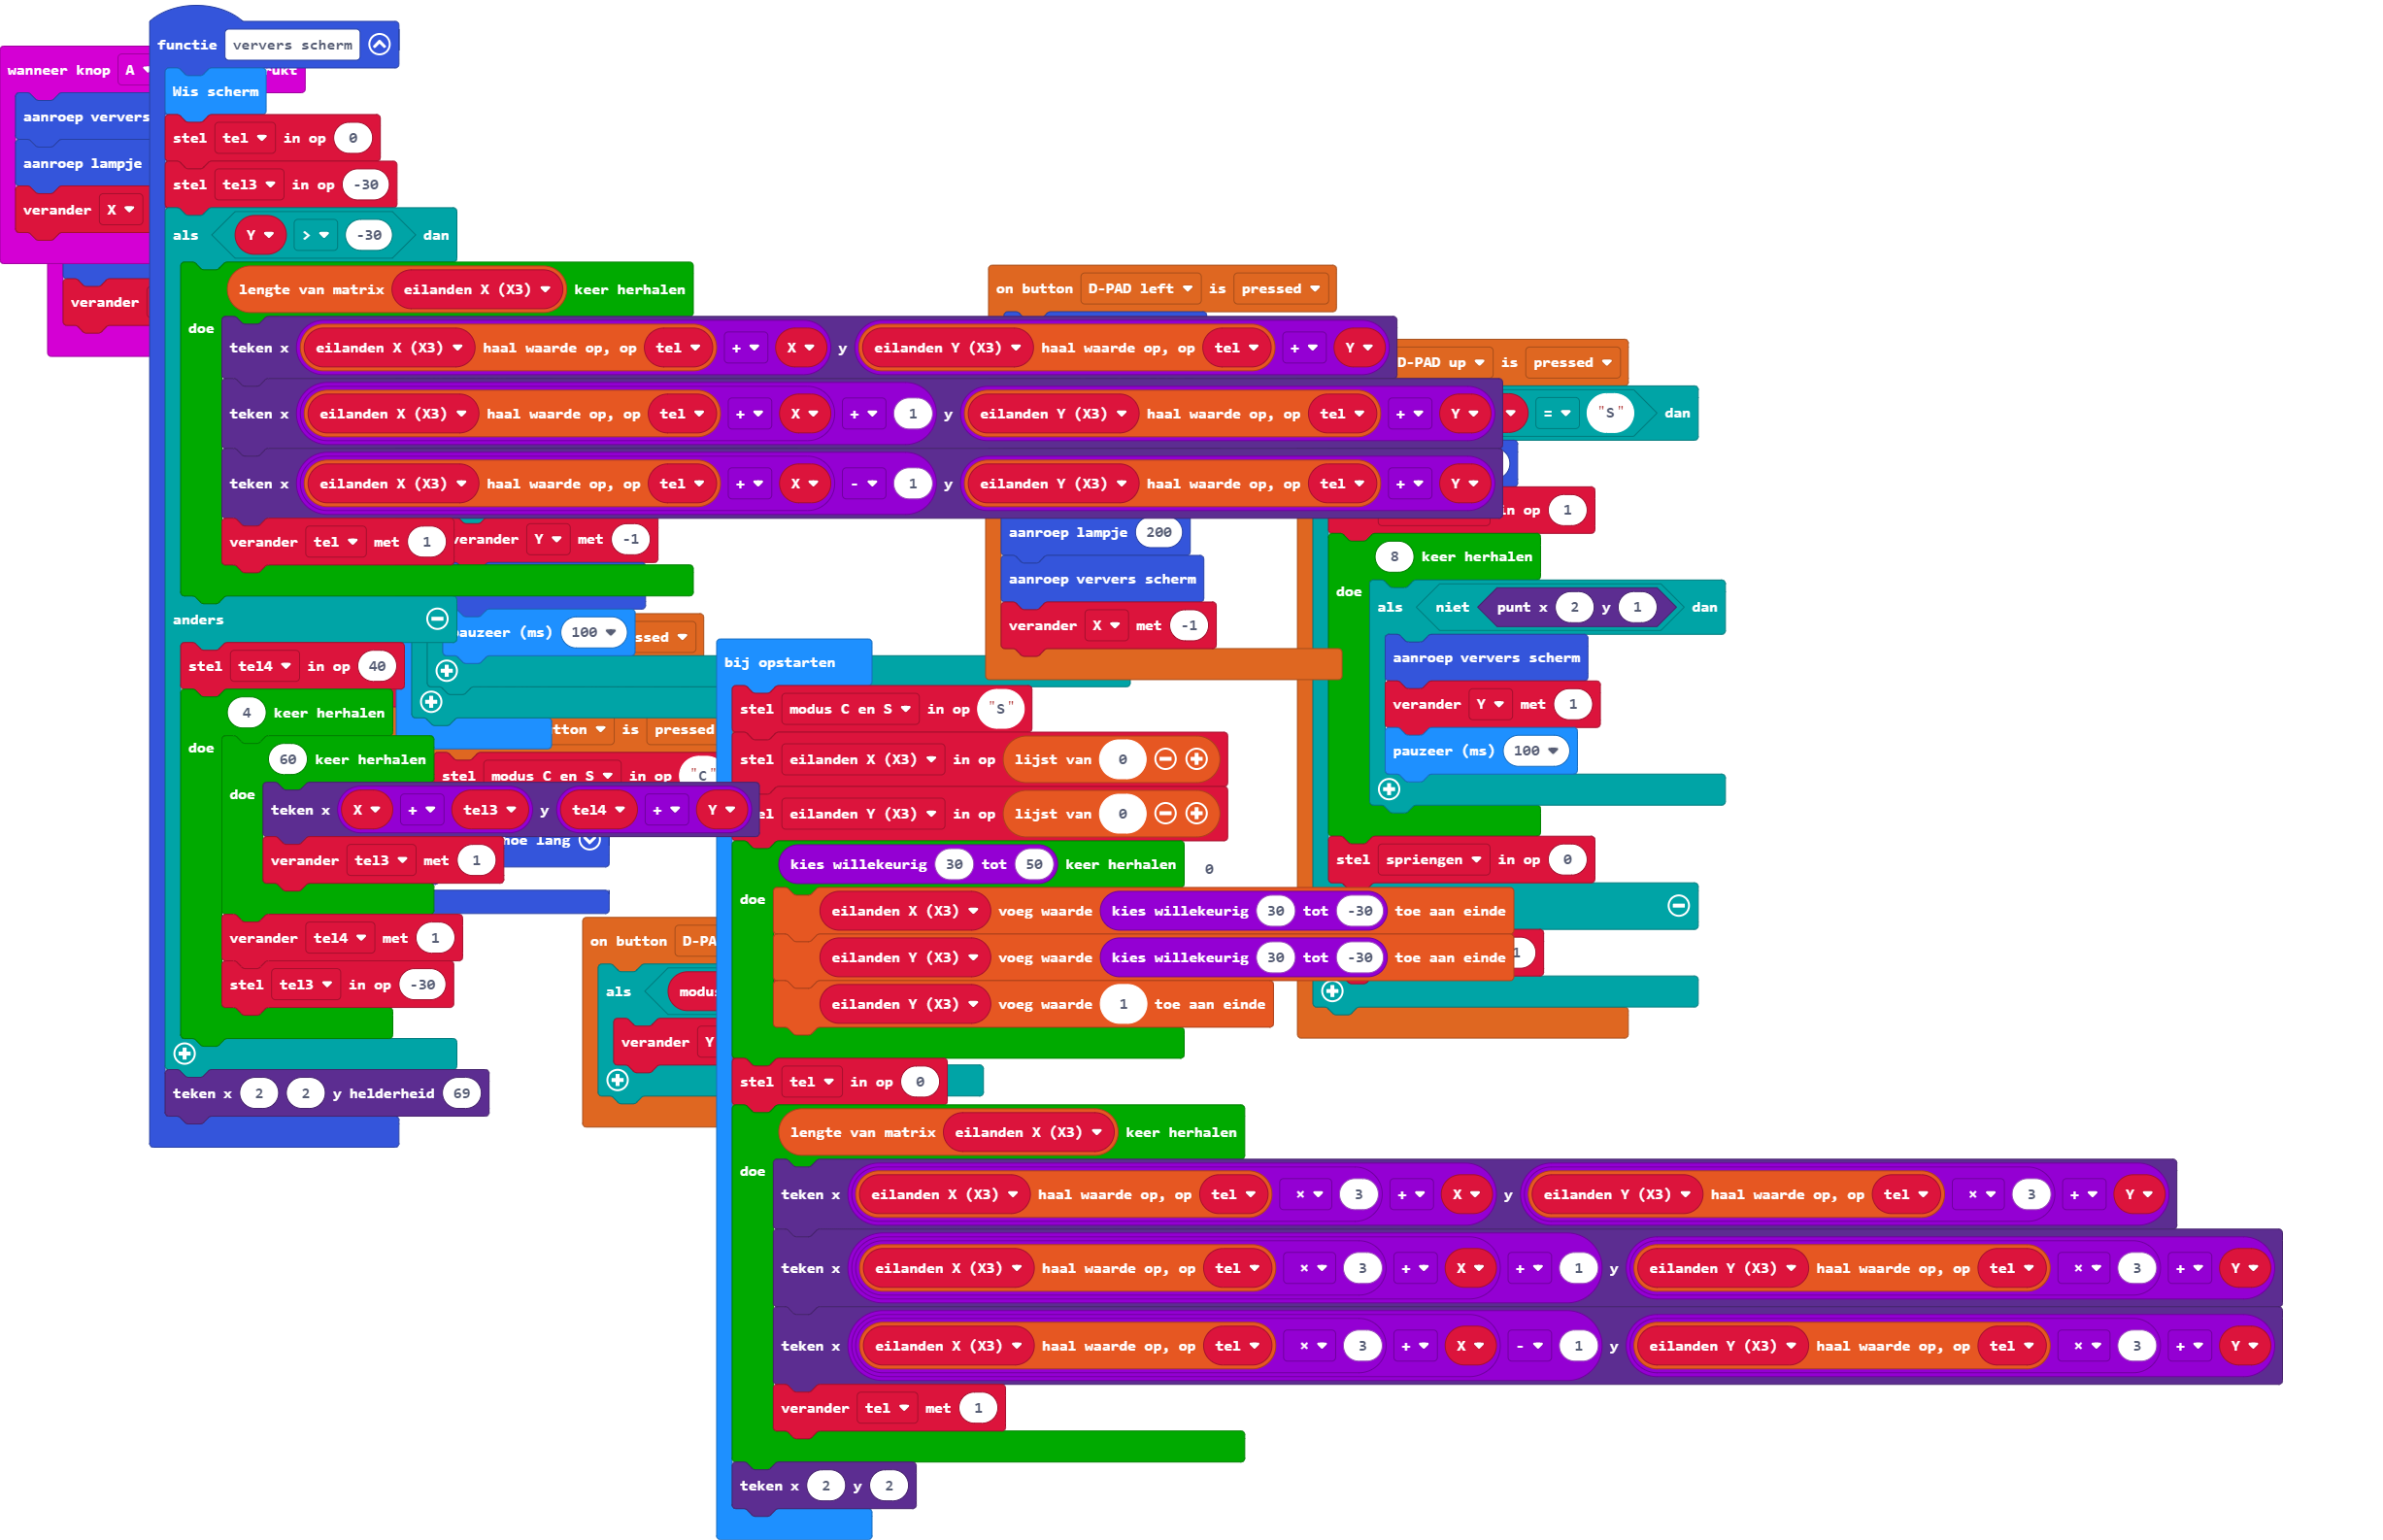 functie ververs scherm
wanneer knop A
Wis scherm
aanroep ververs
stel tel in op 0
aanroep lampje
stel tel3 in op -30
verander X
als Y > -30 dan
lengte van matrix eilanden X (X3) keer herhalen
verander
doe
teken x eilanden X (X3) haal waarde op, op tel + X y eilanden Y (X3) haal waarde op, op tel + Y
teken x eilanden X (X3) haal waarde op, op tel + X + 1 y eilanden Y (X3) haal waarde op, op tel + Y
teken x eilanden X (X3) haal waarde op, op tel + X - 1 y eilanden Y (X3) haal waarde op, op tel + Y
verander tel met 1
anders
stel tel4 in op 40
4 keer herhalen
doe
60 keer herhalen
doe
teken x X + tel3 y tel4 + Y
verander tel3 met 1
verander tel4 met 1
stel tel3 in op -30
teken x 2 2 y helderheid 69
verander Y met -1
pauzeer (ms) 100
is pressed
stel modus C en S in op "C"
hoe lang
on button
als
verander Y
on button D-PAD left is pressed
aanroep lampje 200
aanroep ververs scherm
verander X met -1
D-PAD up is pressed
= "S" dan
in op 1
8 keer herhalen
doe
als niet punt x 2 y 1 dan
aanroep ververs scherm
verander Y met 1
pauzeer (ms) 100
stel spriengen in op 0
bij opstarten
stel modus C en S in op "S"
stel eilanden X (X3) in op lijst van 0
eilanden Y (X3) in op lijst van 0
kies willekeurig 30 tot 50 keer herhalen
0
doe
eilanden X (X3) voeg waarde kies willekeurig 30 tot -30 toe aan einde
eilanden Y (X3) voeg waarde kies willekeurig 30 tot -30 toe aan einde
eilanden Y (X3) voeg waarde 1 toe aan einde
stel tel in op 0
lengte van matrix eilanden X (X3) keer herhalen
doe
teken x eilanden X (X3) haal waarde op, op tel × 3 + X y eilanden Y (X3) haal waarde op, op tel × 3 + Y
teken x eilanden X (X3) haal waarde op, op tel × 3 + X + 1 y eilanden Y (X3) haal waarde op, op tel × 3 + Y
teken x eilanden X (X3) haal waarde op, op tel × 3 + X - 1 y eilanden Y (X3) haal waarde op, op tel × 3 + Y
verander tel met 1
teken x 2 y 2